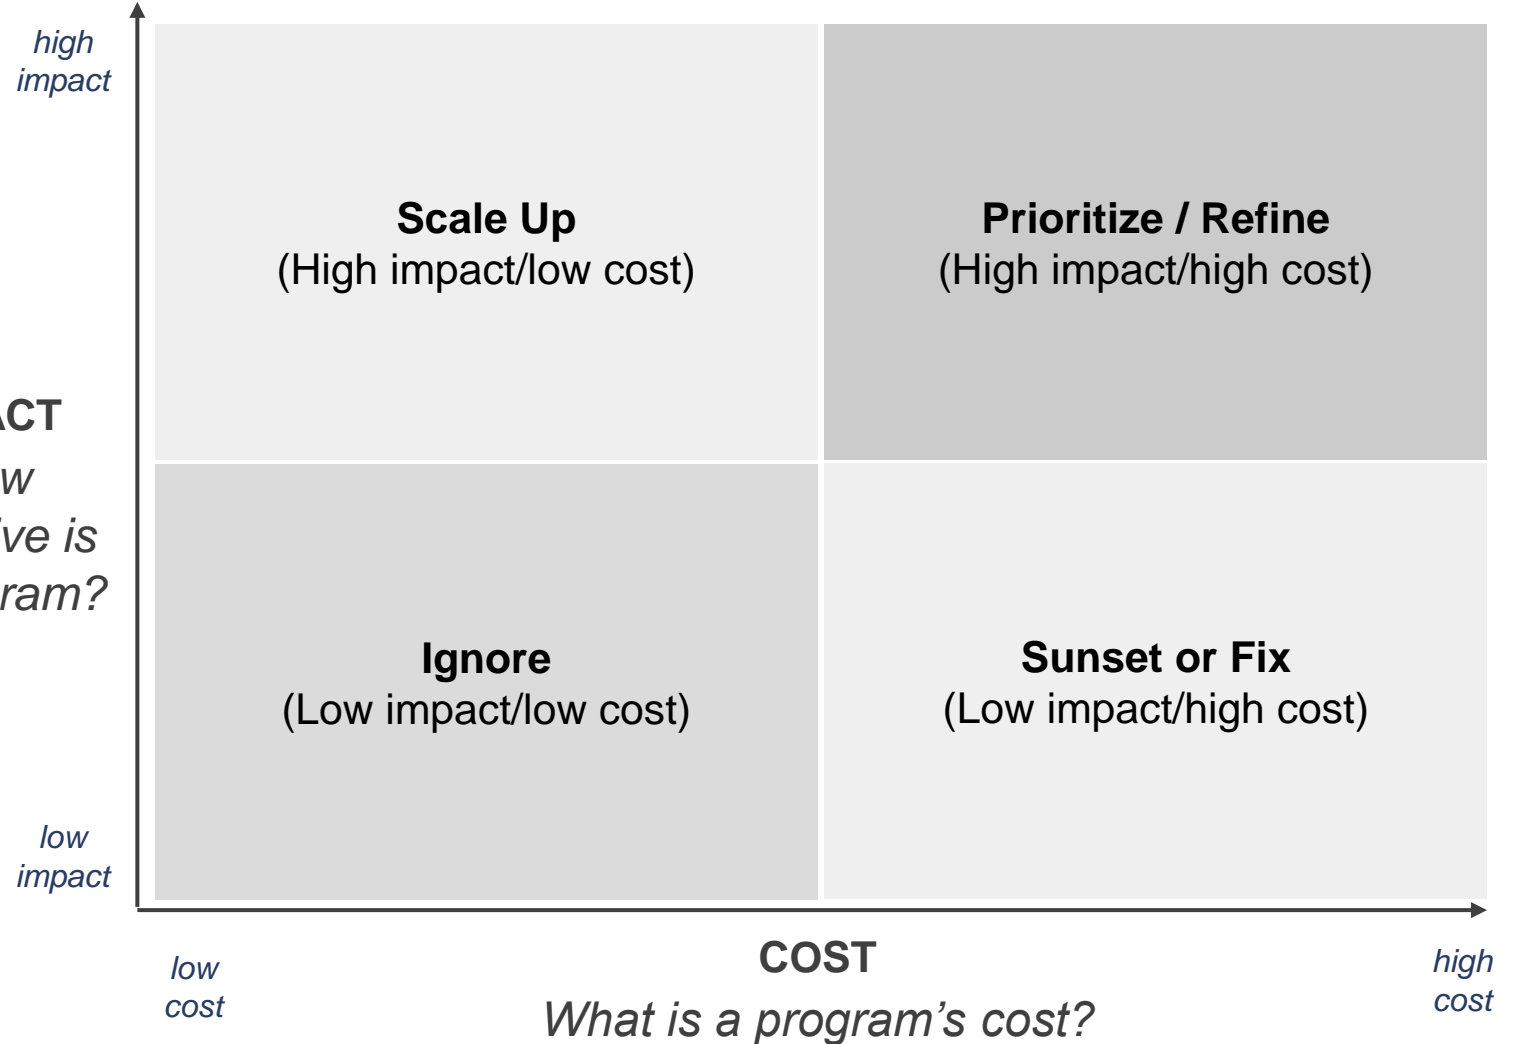 high
impact
Scale Up
(High impact/low cost)
Prioritize / Refine
(High impact/high cost)
is
Ignore
(Low impact/low cost)
Sunset or Fix
(Low impact/high cost)
low
impact
low
cost
COST
What is a program's cost?
high
cost